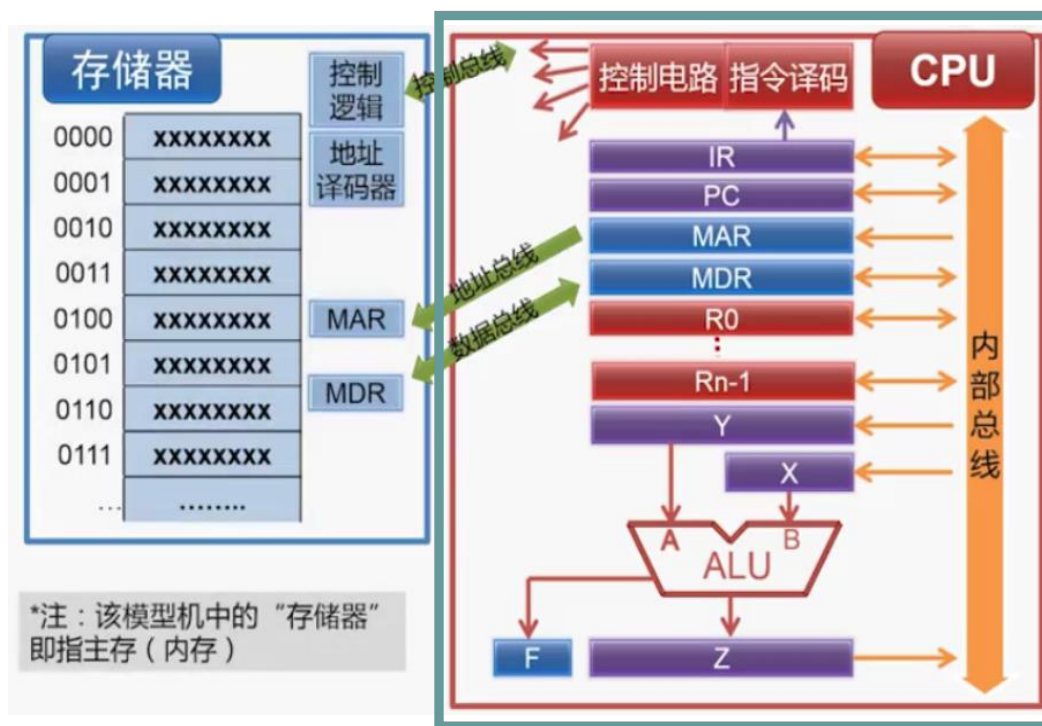 存储器
控制
逻辑
地址
译码器
0000 xxxxxxxx
0001 xxxxxxxx
0010 xxxxxxxx
0011 xxxxxxxx
0100 xxxxxxxx
0101 xxxxxxxx
0110 xxxxxxxx
0111 xxxxxxxx
... ........
MAR
MDR
*注：该模型机中的“存储器”
即指主存（内存）
控制总线
地址总线
数据总线
控制电路 指令译码
CPU
IR
PC
MAR
MDR
R0
⋮
Rn-1
Y
X
A B
ALU
F
Z
内部总线